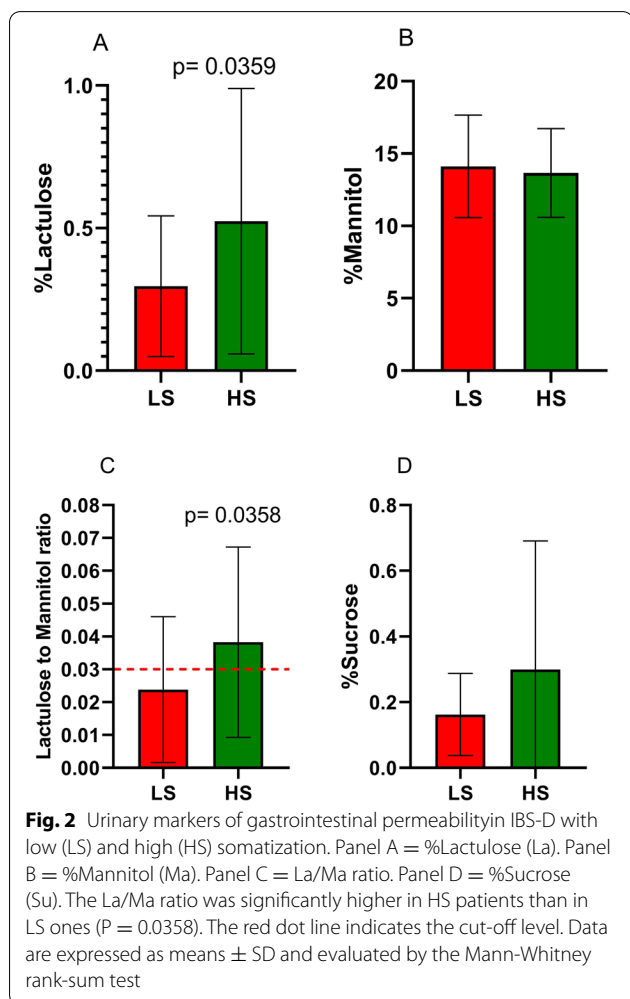 A
p= 0.0359
%Lactulose
1.0
0.5
0.0
LS
HS
B
%Mannitol
20
15
10
5
0
LS
HS
C
p= 0.0358
Lactulose to Mannitol ratio
0.08
0.07
0.06
0.05
0.04
0.03
0.02
0.01
0.00
LS
HS
D
%Sucrose
0.8
0.6
0.4
0.2
0.0
LS
HS
Fig. 2 Urinary markers of gastrointestinal permeabilityin IBS-D with
low (LS) and high (HS) somatization. Panel A = %Lactulose (La). Panel
B = %Mannitol (Ma). Panel C = La/Ma ratio. Panel D = %Sucrose
(Su). The La/Ma ratio was significantly higher in HS patients than in
LS ones (P = 0.0358). The red dot line indicates the cut-off level. Data
are expressed as means ± SD and evaluated by the Mann-Whitney
rank-sum test